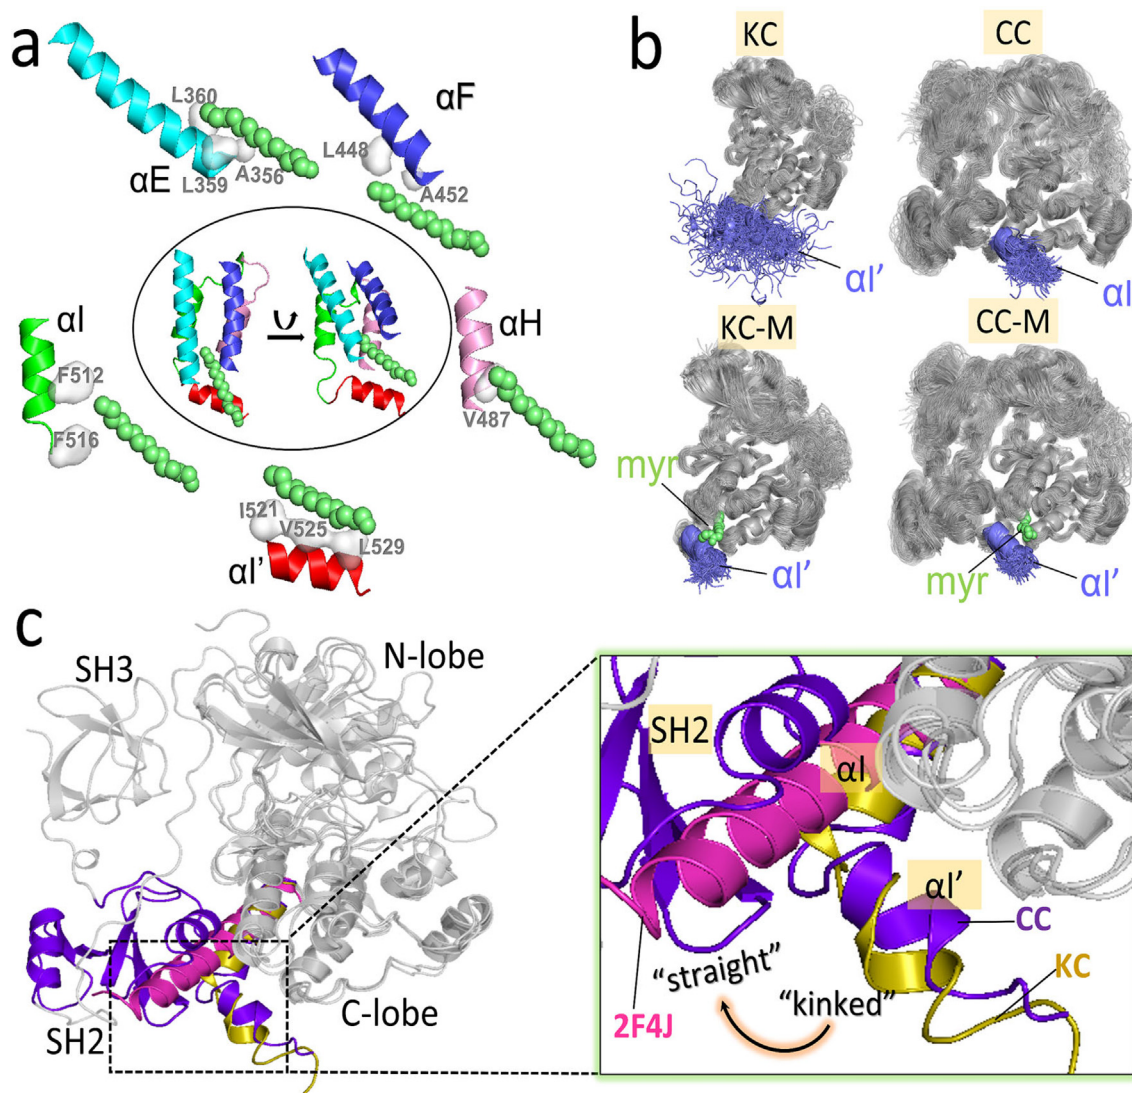 a
L360
αE
L359
A356
αF
L448
A452
αI
F512
F516
αH
V487
I521
V525
L529
αI’
b
KC
αI’
CC
αI
KC-M
myr
αI’
CC-M
myr
αI’
c
SH3
N-lobe
SH2
C-lobe
SH2
αI
αI’
CC
“straight”
“kinked”
KC
2F4J